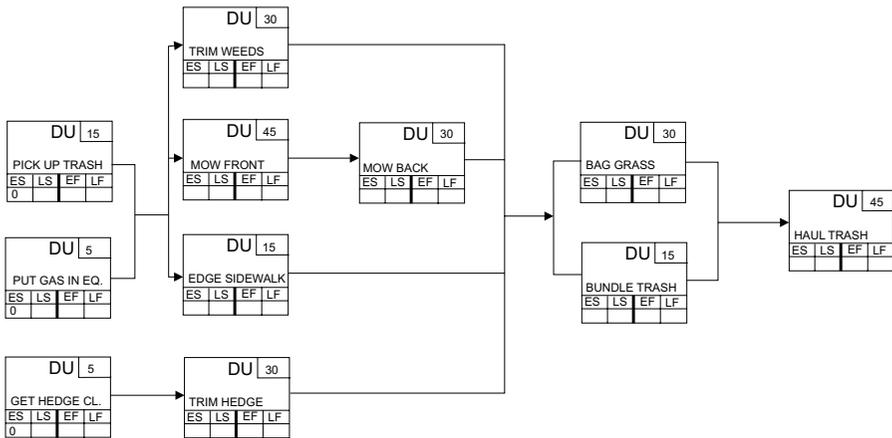 DU 30
TRIM WEEDS
ES LS EF LF
DU 15
PICK UP TRASH
ES LS EF LF
0
DU 45
MOW FRONT
ES LS EF LF
DU 30
MOW BACK
ES LS EF LF
DU 30
BAG GRASS
ES LS EF LF
DU 45
HAUL TRASH
ES LS EF LF
DU 5
PUT GAS IN EQ.
ES LS EF LF
0
DU 15
EDGE SIDEWALK
ES LS EF LF
DU 15
BUNDLE TRASH
ES LS EF LF
DU 5
GET HEDGE CL.
ES LS EF LF
0
DU 30
TRIM HEDGE
ES LS EF LF